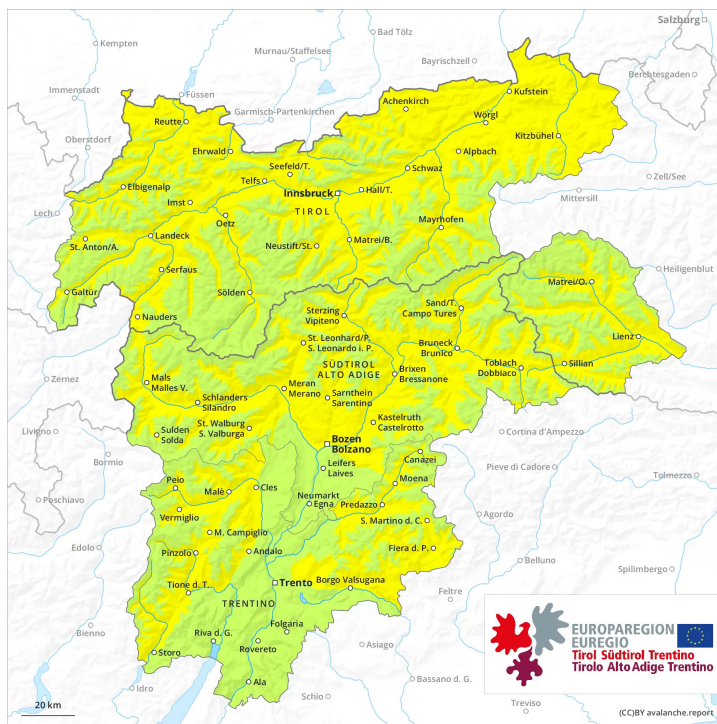 Salzburg
Kempten
Bad Tölz
Murnau/Staffelsee
Bayrischzell
Berchtesgaden
Immenstadt
Füssen
Garmisch-Partenkirchen
Achenkirch
Kufstein
Reutte
Wörgl
Oberstdorf
Ehrwald
Kitzbühel
Alpbach
Seefeld/T.
Telfs
Schwaz
Zell/See
Elbigenalp
Innsbruck
Hall/T.
Mittersill
Lech
Imst
TIROL
Oetz
Mayrhofen
St. Anton/A.
Landeck
Neustift/St.
Matrei/B.
Serfaus
Matrei/O.
Heiligenblut
Galtür
Sölden
Nauders
Sterzing
Vipiteno
Sand/T.
Campo Tures
Lienz
St. Leonhard/P.
S. Leonardo i. P.
Bruneck
Brunico
Sillian
SÜDTIROL
ALTO ADIGE
Brixen
Bressanone
Toblach
Dobbiaco
Zernez
Mals
Malles V.
Meran
Merano
Sarnthein
Sarentino
Schlanders
Silandro
Kastelruth
Castelrotto
St. Walburg
S. Valburga
Livigno
Sulden
Solda
Bozen
Bolzano
Cortina d'Ampezzo
Bormio
Canazei
Leifers
Laives
Pieve di Cadore
Tolmezzo
Peio
Malè
Cles
Moena
Poschiavo
Neumarkt
Egna
Predazzo
Vermiglio
Agordo
S. Martino d. C.
M. Campiglio
Edolo
Pinzolo
Andalo
Fiera d. P.
Belluno
Spilimbergo
Tione d. T.
Trento
Borgo Valsugana
Feltre
TRENTINO
Folgaria
Bienno
Riva d. G.
Rovereto
Asiago
Storo
Bassano d. G.
Idro
Ala
Schio
Treviso
EUROPAREGION
EUREGIO
Tirol Südtirol Trentino
Tirolo Alto Adige Trentino
20 km
(CC)BY avalanche.report